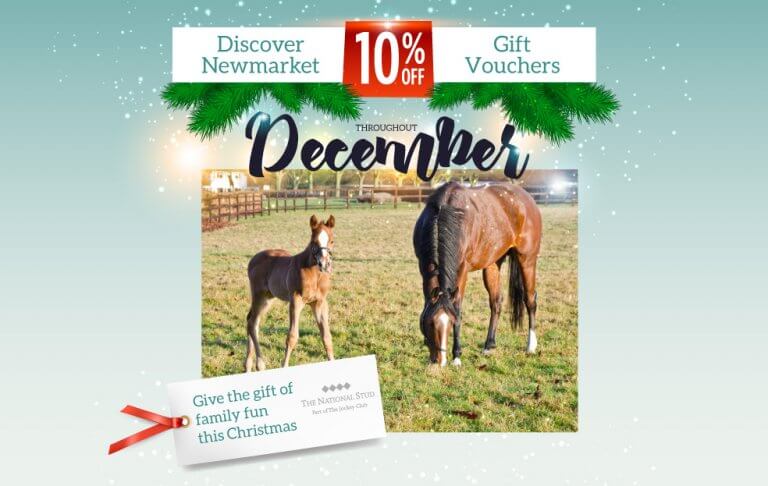 Discover
Newmarket
10%
OFF
Gift
Vouchers
THROUGHOUT
December
Give the gift of
family fun
this Christmas
THE NATIONAL STUD
Part of The Jockey Club